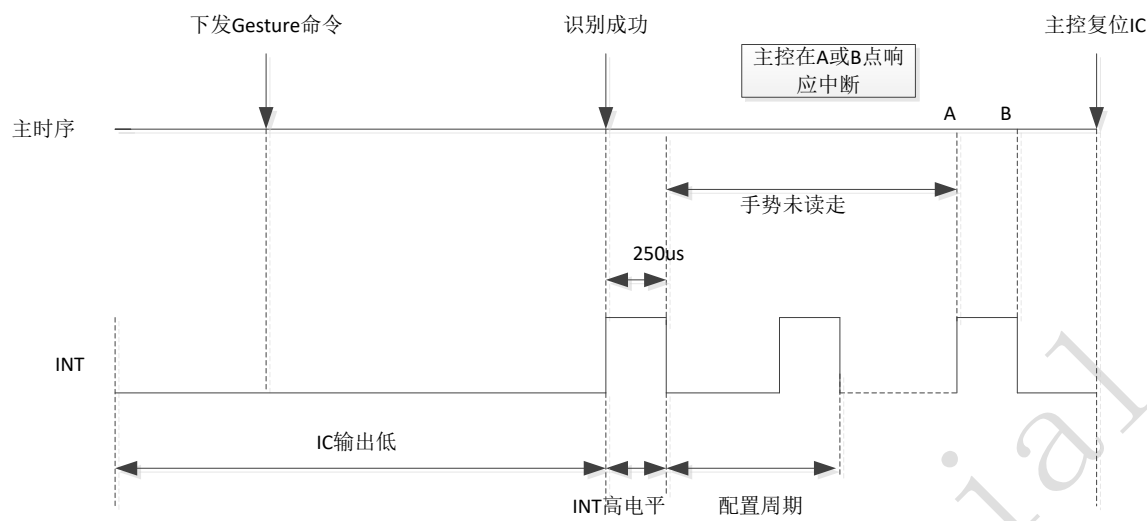 下发Gesture命令
识别成功
主控复位IC
主控在A或B点响
应中断
主时序
A
B
手势未读走
250us
INT
IC输出低
INT高电平
配置周期
i a l